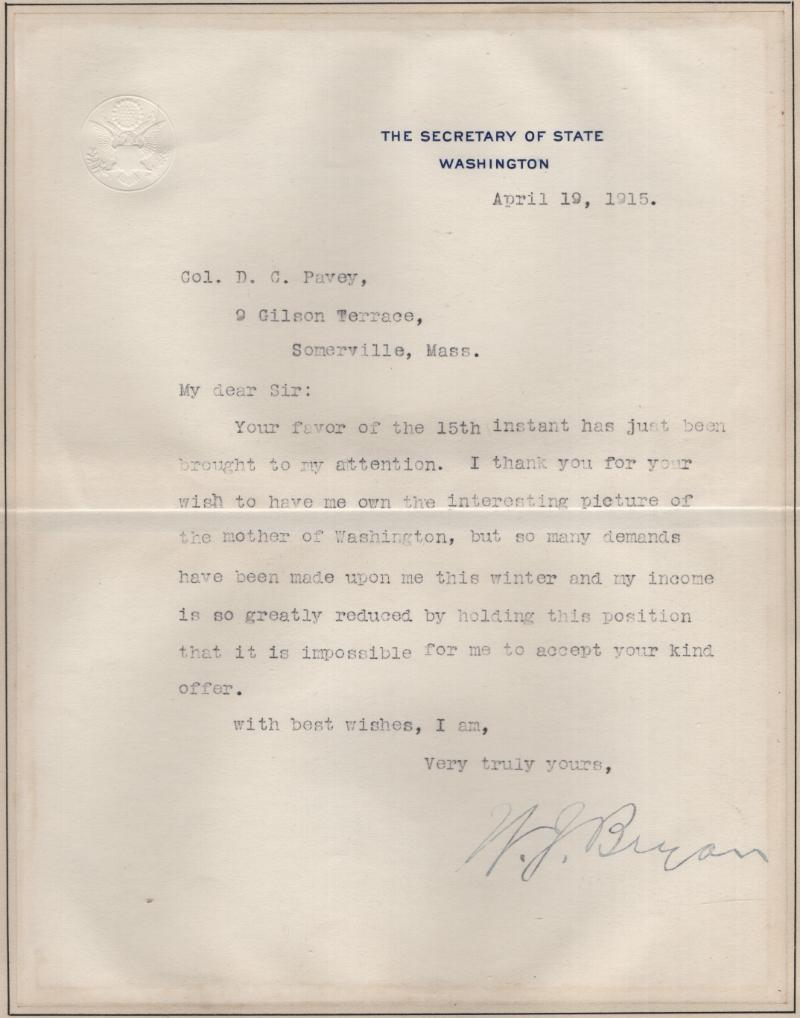 THE SECRETARY OF STATE
WASHINGTON
April 19, 1915.
Col. D. C. Pavey,
9 Gilson Terrace,
Somerville, Mass.
My dear Sir:
Your favor of the 15th instant has just been
brought to my attention. I thank you for your
wish to have me own the interesting picture of
the mother of Washington, but so many demands
have been made upon me this winter and my income
is so greatly reduced by holding this position
that it is impossible for me to accept your kind
offer.
with best wishes, I am,
Very truly yours,
W. J. Bryan